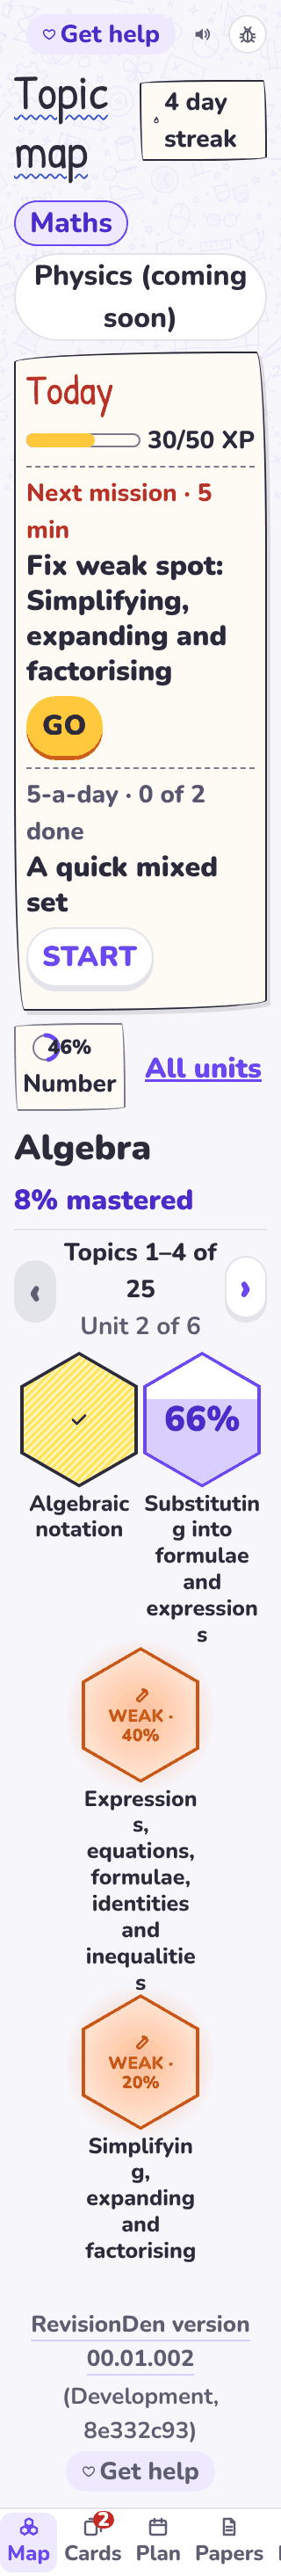 Get help
Topic
map
4 day
streak
Maths
Physics (coming
soon)
Today
30/50 XP
Next mission · 5
min
Fix weak spot:
Simplifying,
expanding and
factorising
GO
5-a-day · 0 of 2
done
A quick mixed
set
START
46%
Number
All units
Algebra
8% mastered
‹
Topics 1–4 of
25
Unit 2 of 6
›
66%
Algebraic
notation
Substitutin
g into
formulae
and
expression
s
WEAK ·
40%
Expression
s,
equations,
formulae,
identities
and
inequalitie
s
WEAK ·
20%
Simplifyin
g,
expanding
and
factorising
RevisionDen version
00.01.002
(Development,
8e332c93)
Get help
2
Map
Cards
Plan
Papers